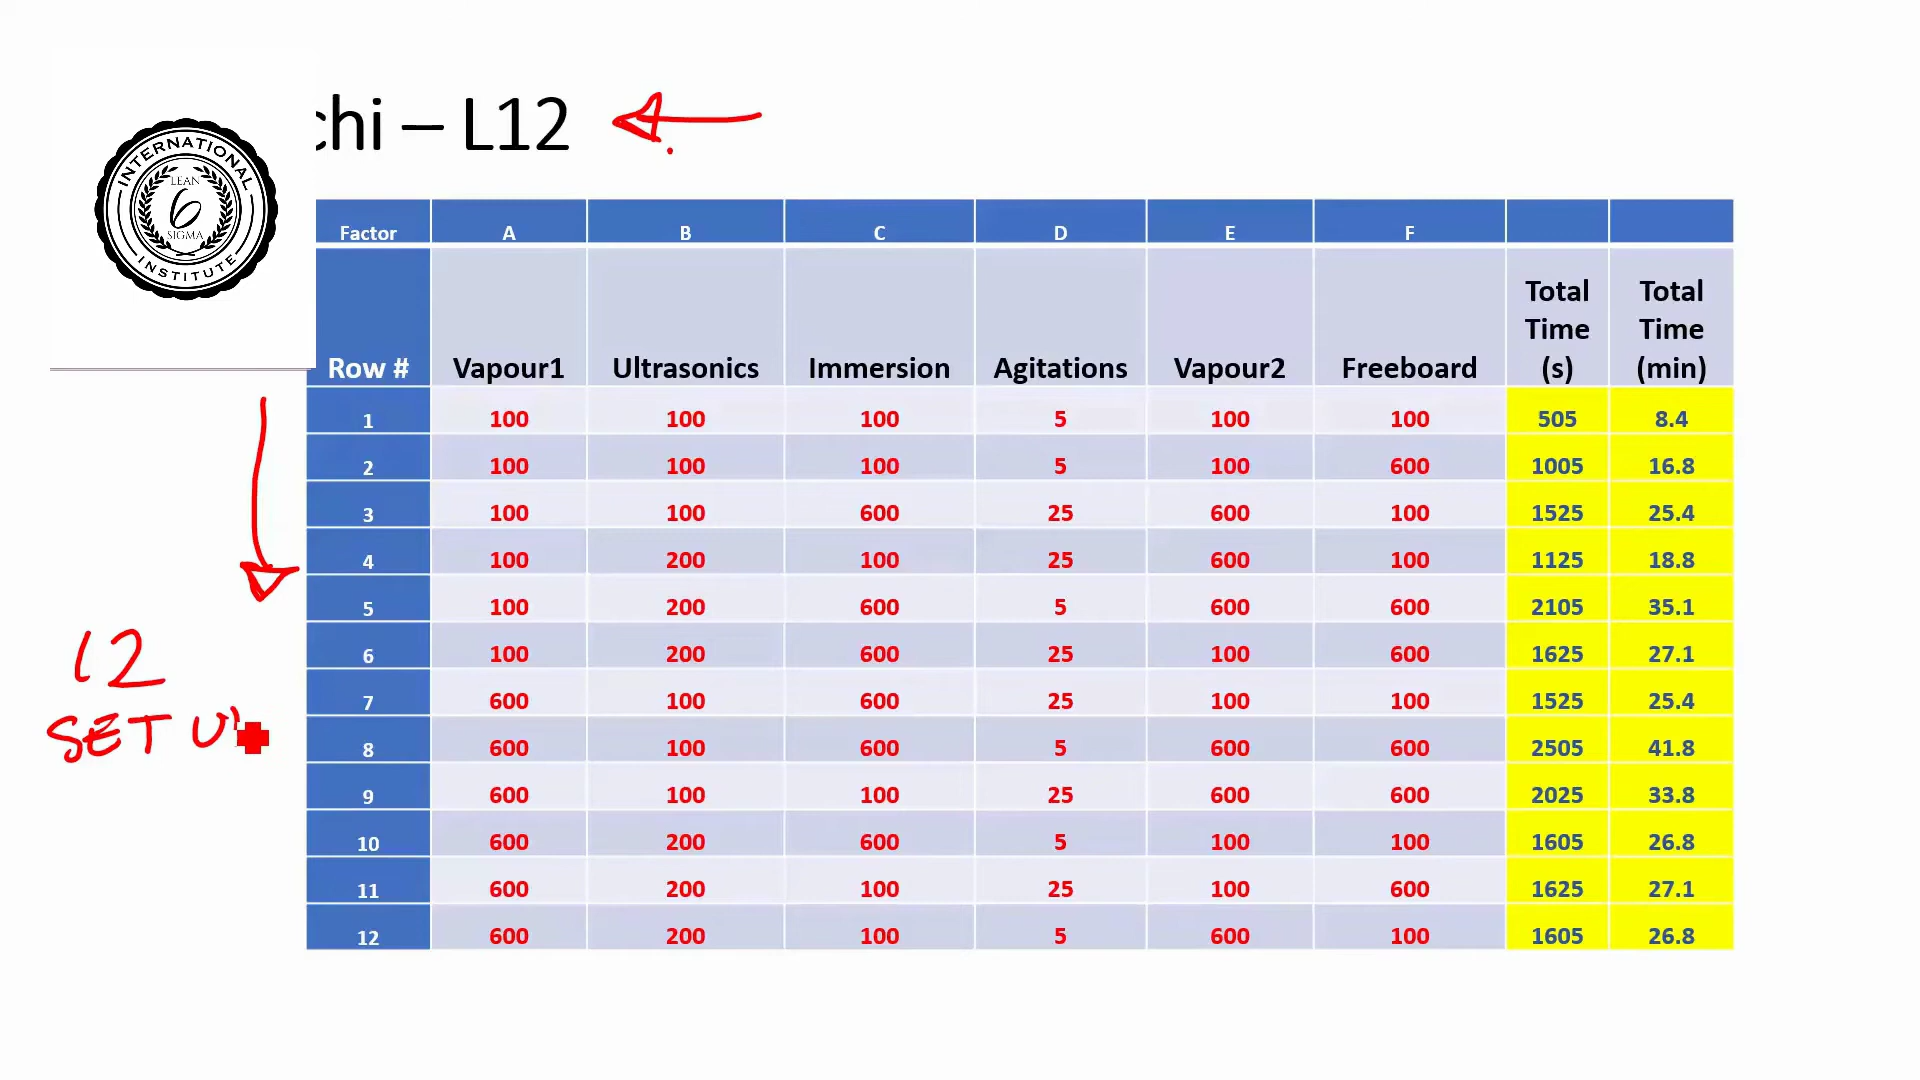 INTERNATIONAL
LEAN
6
SIGMA
INSTITUTE
chi – L12
Factor A B C D E F
Row # Vapour1 Ultrasonics Immersion Agitations Vapour2 Freeboard Total Time (s) Total Time (min)
1 100 100 100 5 100 100 505 8.4
2 100 100 100 5 100 600 1005 16.8
3 100 100 600 25 600 100 1525 25.4
4 100 200 100 25 600 100 1125 18.8
5 100 200 600 5 600 600 2105 35.1
6 100 200 600 25 100 600 1625 27.1
7 600 100 600 25 100 100 1525 25.4
8 600 100 600 5 600 600 2505 41.8
9 600 100 100 25 600 600 2025 33.8
10 600 200 600 5 100 100 1605 26.8
11 600 200 100 25 100 600 1625 27.1
12 600 200 100 5 600 100 1605 26.8
12
SET U